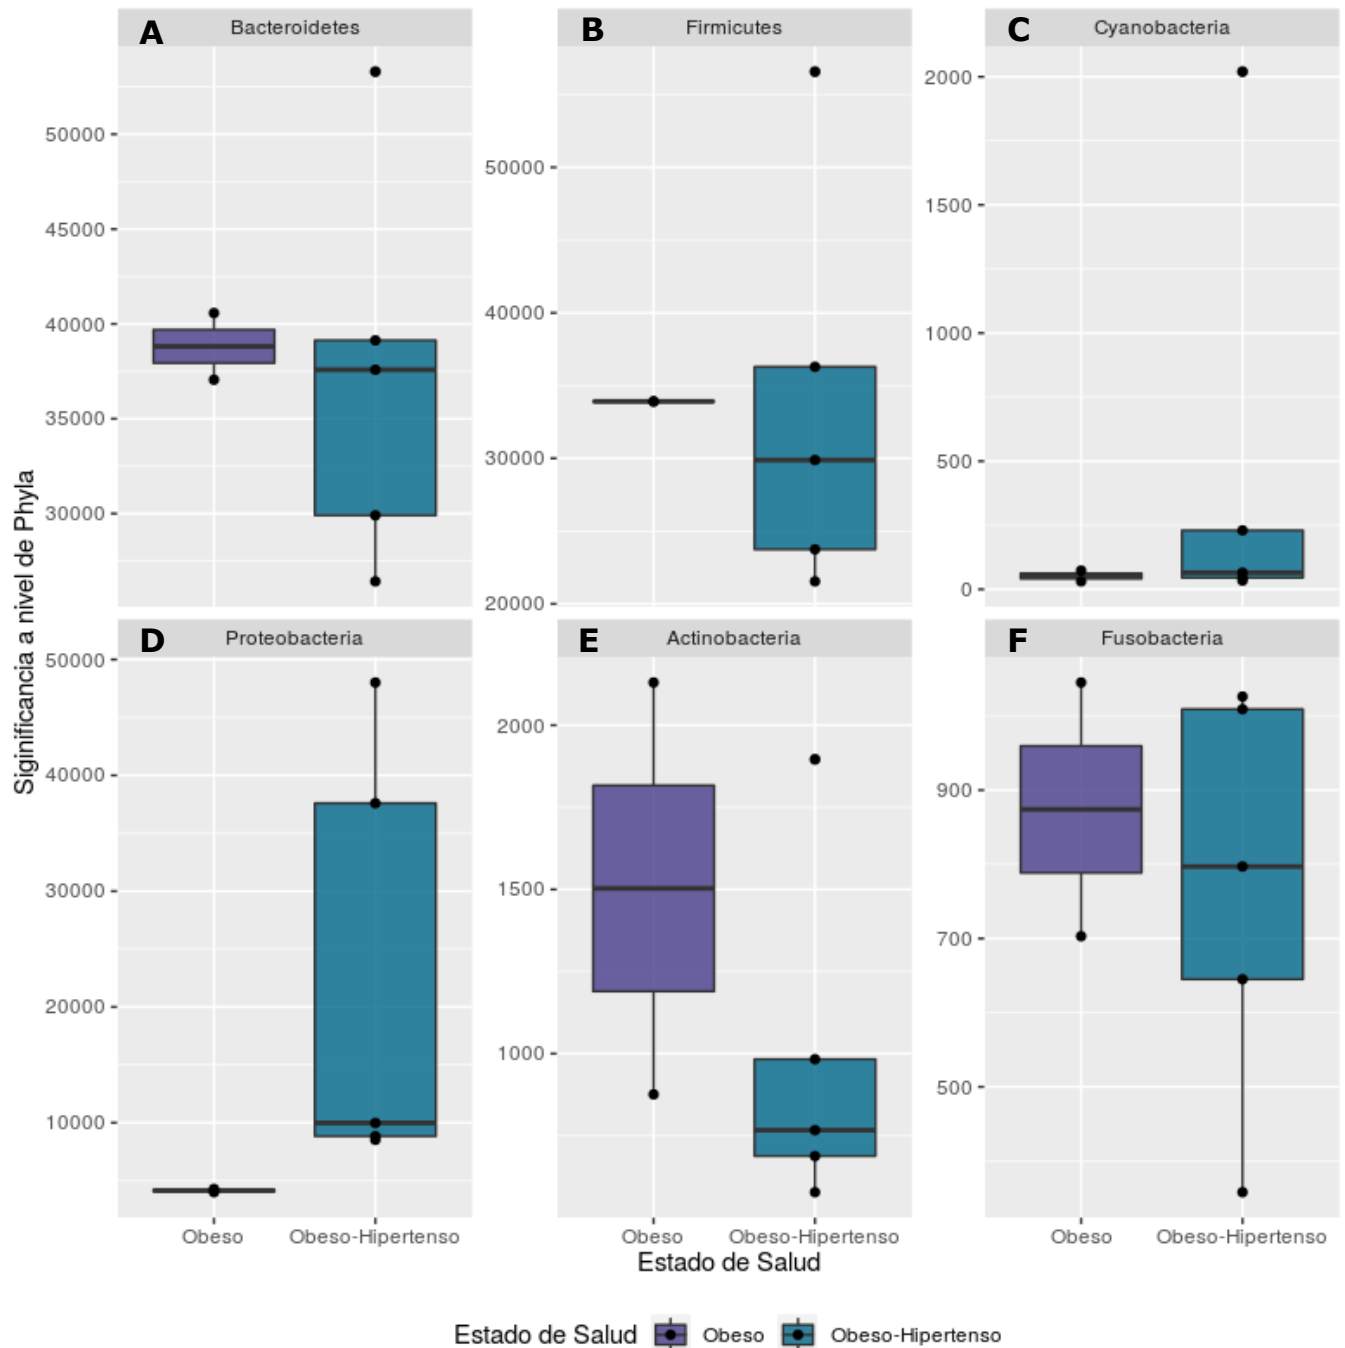 A Bacteroidetes
B Firmicutes
C Cyanobacteria
50000
45000
40000
35000
30000
50000
40000
30000
20000
2000
1500
1000
500
0
Siginificancia a nivel de Phyla
D Proteobacteria
E Actinobacteria
F Fusobacteria
50000
40000
30000
20000
10000
2000
1500
1000
900
700
500
Obeso Obeso-Hipertenso
Obeso Obeso-Hipertenso
Obeso Obeso-Hipertenso
Estado de Salud
Estado de Salud Obeso Obeso-Hipertenso